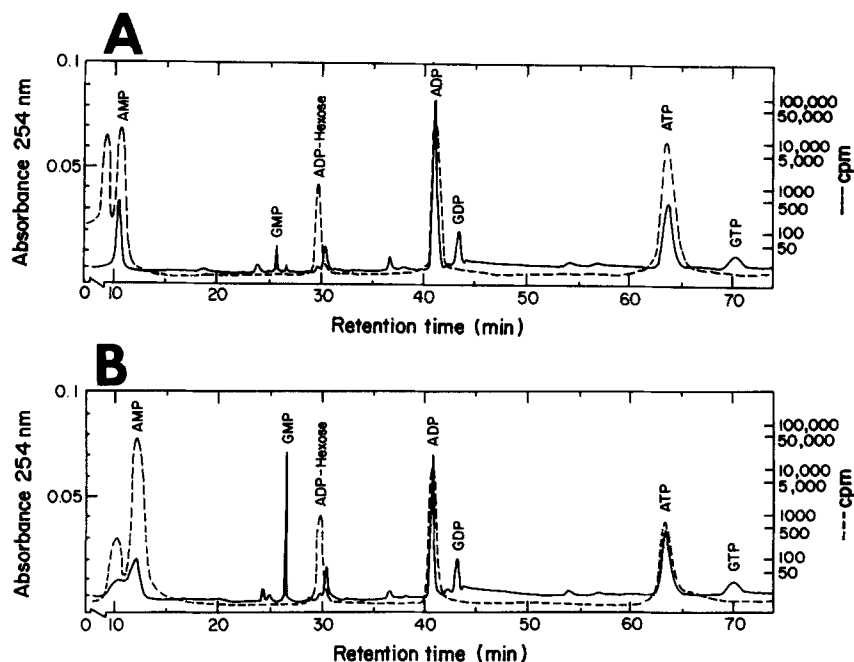 A
0.1
0.05
Absorbance 254 nm
AMP
GMP
ADP-Hexose
ADP
GDP
ATP
GTP
100,000
50,000
10,000
5,000
1000
500
100
50
--- cpm
0 10 20 30 40 50 60 70
Retention time (min)
B
0.1
0.05
Absorbance 254 nm
AMP
GMP
ADP-Hexose
ADP
GDP
ATP
GTP
100,000
50,000
10,000
5,000
1000
500
100
50
--- cpm
0 10 20 30 40 50 60 70
Retention time (min)